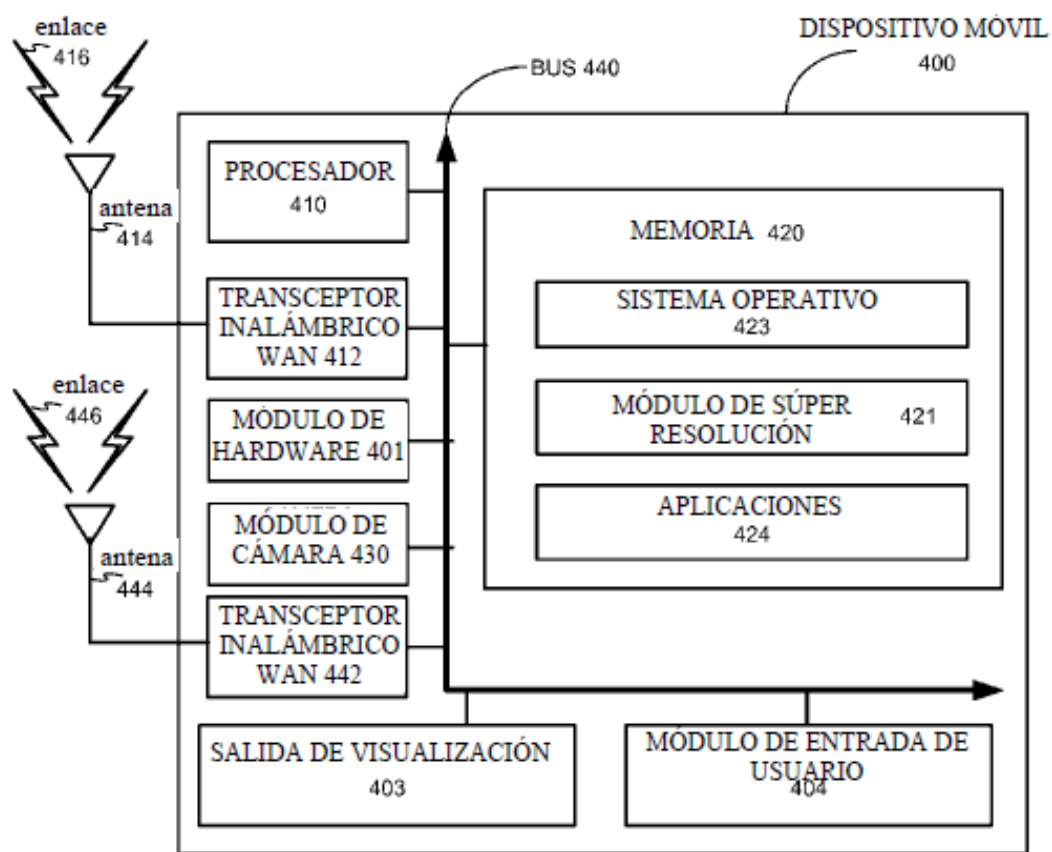 enlace
416
DISPOSITIVO MÓVIL
400
BUS 440
PROCESADOR
410
antena
414
MEMORIA 420
TRANSCEPTOR
INALÁMBRICO
WAN 412
SISTEMA OPERATIVO
423
enlace
446
MÓDULO DE
HARDWARE 401
MÓDULO DE SÚPER
RESOLUCIÓN
421
MÓDULO DE
CÁMARA 430
APLICACIONES
424
antena
444
TRANSCEPTOR
INALÁMBRICO
WAN 442
SALIDA DE VISUALIZACIÓN
403
MÓDULO DE ENTRADA DE
USUARIO
404